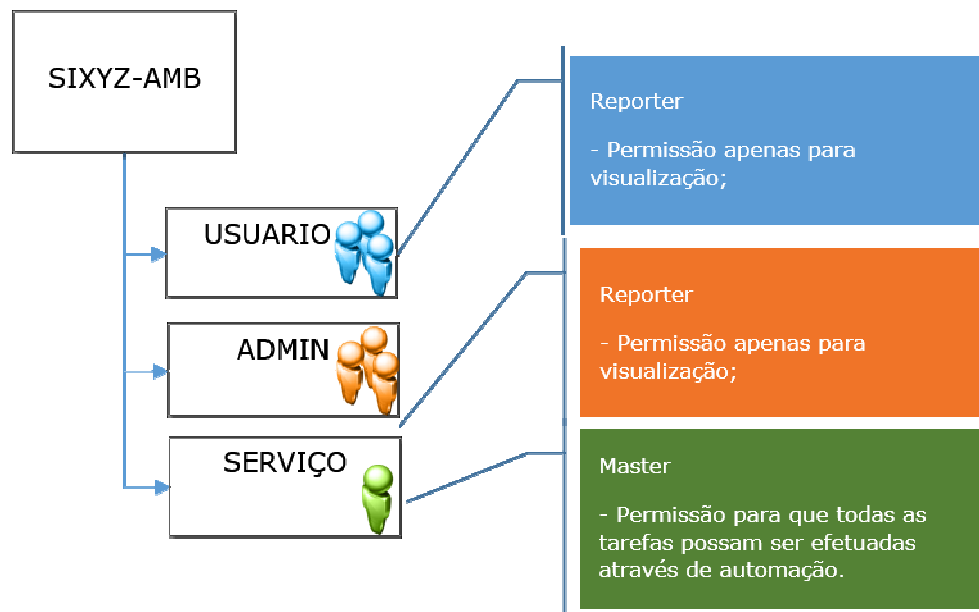 SIXYZ-AMB
USUARIO
ADMIN
SERVIÇO
Reporter
- Permissão apenas para
visualização;
Reporter
- Permissão apenas para
visualização;
Master
- Permissão para que todas as
tarefas possam ser efetuadas
através de automação.